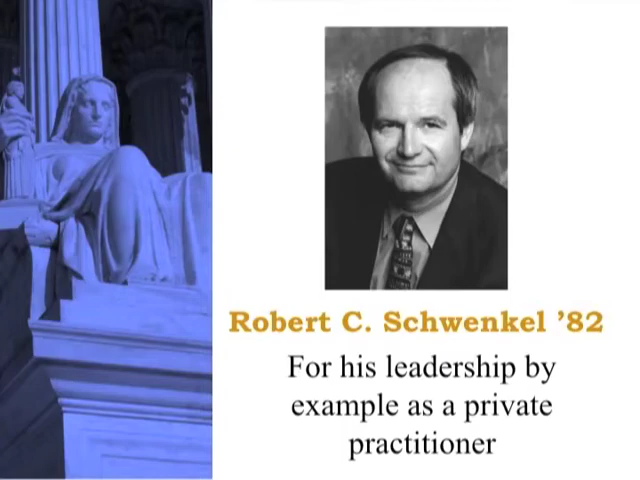 Robert C. Schwenkel ’82
For his leadership by
example as a private
practitioner